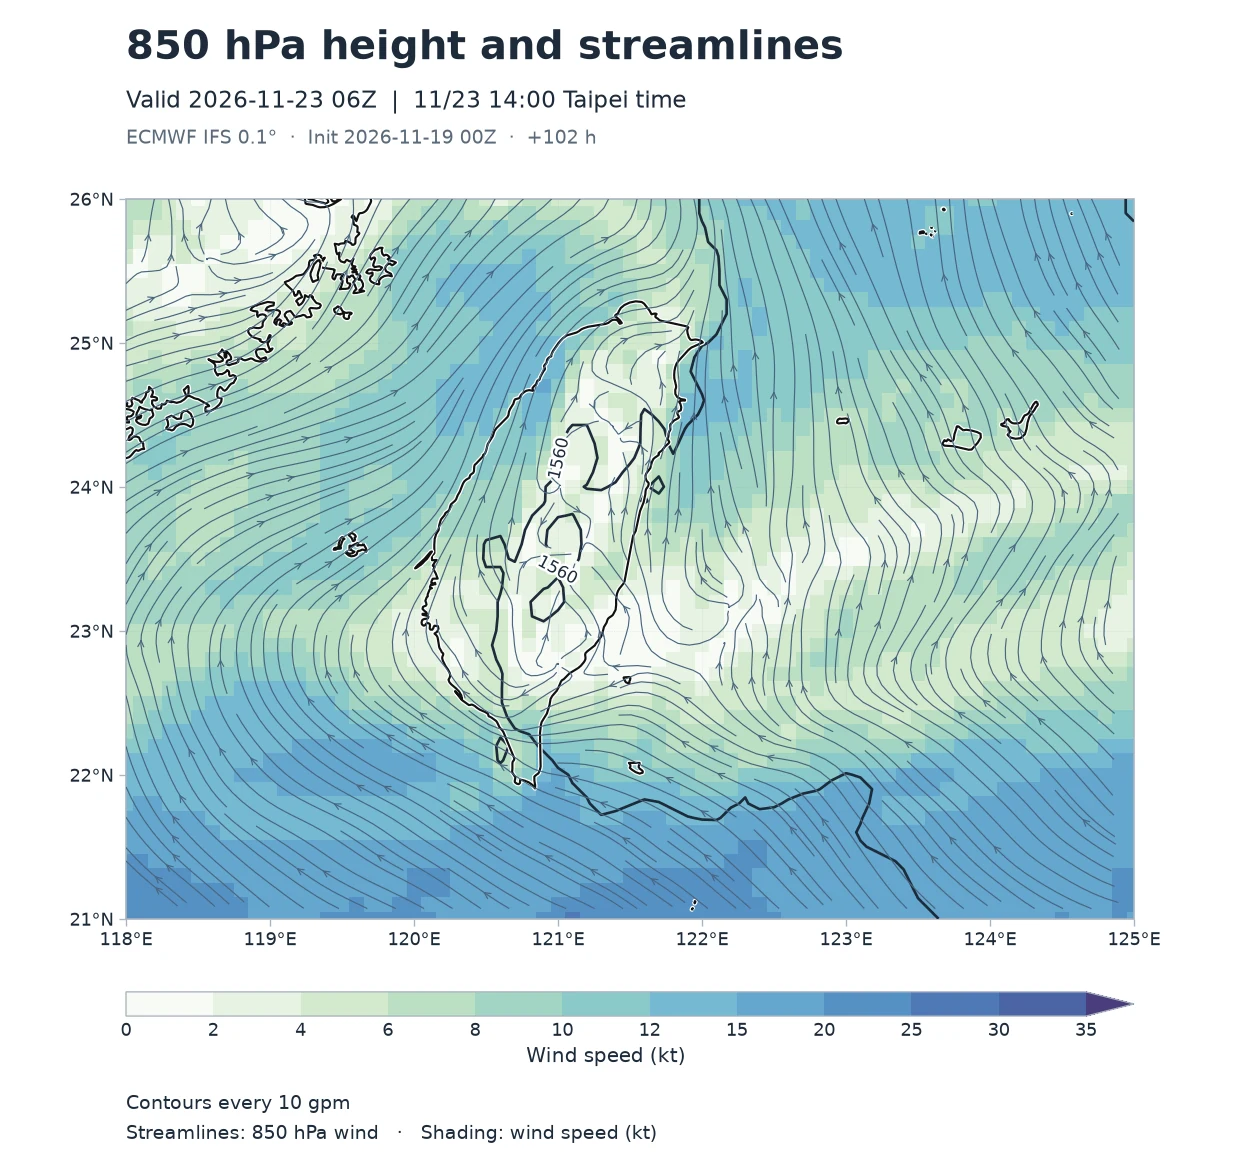 850 hPa height and streamlines
Valid 2026-11-23 06Z | 11/23 14:00 Taipei time
ECMWF IFS 0.1° · Init 2026-11-19 00Z · +102 h
26°N
25°N
24°N
23°N
22°N
21°N
1560
1560
118°E 119°E 120°E 121°E 122°E 123°E 124°E 125°E
0 2 4 6 8 10 12 15 20 25 30 35
Wind speed (kt)
Contours every 10 gpm
Streamlines: 850 hPa wind · Shading: wind speed (kt)